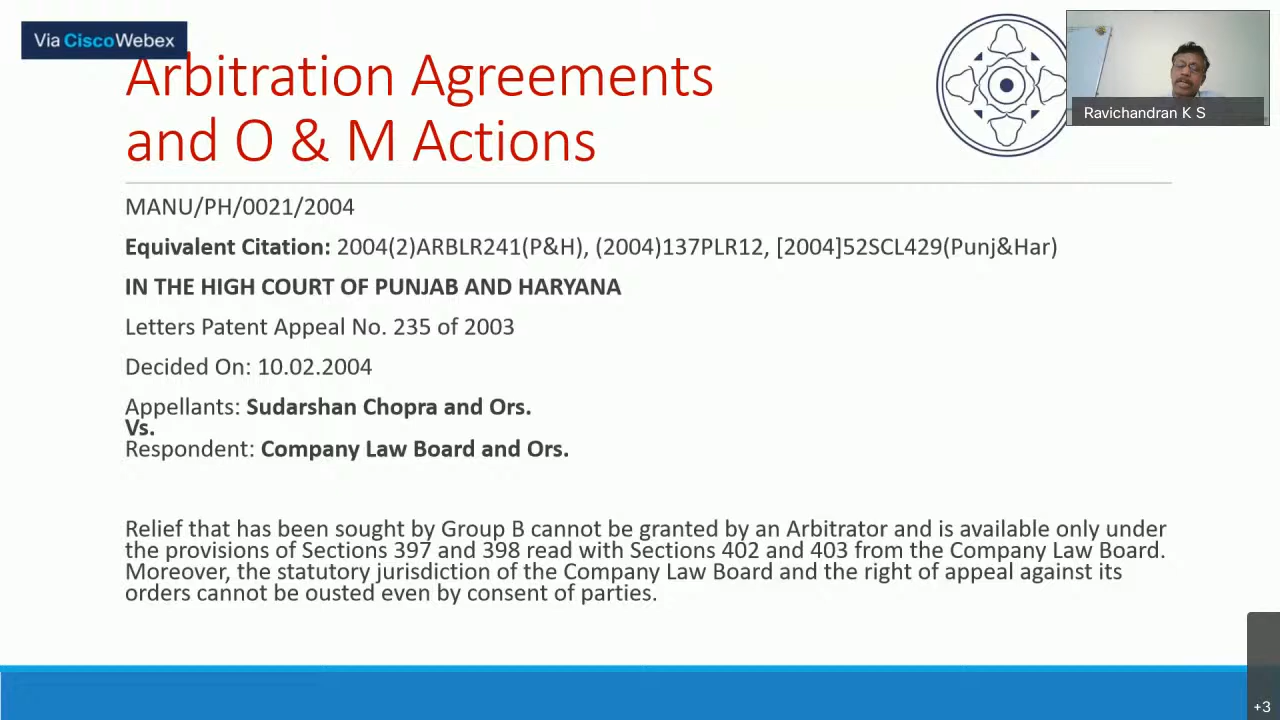 Via CiscoWebex
Arbitration Agreements
and O & M Actions
Ravichandran K S
MANU/PH/0021/2004
Equivalent Citation: 2004(2)ARBLR241(P&H), (2004)137PLR12, [2004]52SCL429(Punj&Har)
IN THE HIGH COURT OF PUNJAB AND HARYANA
Letters Patent Appeal No. 235 of 2003
Decided On: 10.02.2004
Appellants: Sudarshan Chopra and Ors.
Vs.
Respondent: Company Law Board and Ors.
Relief that has been sought by Group B cannot be granted by an Arbitrator and is available only under
the provisions of Sections 397 and 398 read with Sections 402 and 403 from the Company Law Board.
Moreover, the statutory jurisdiction of the Company Law Board and the right of appeal against its
orders cannot be ousted even by consent of parties.
+3